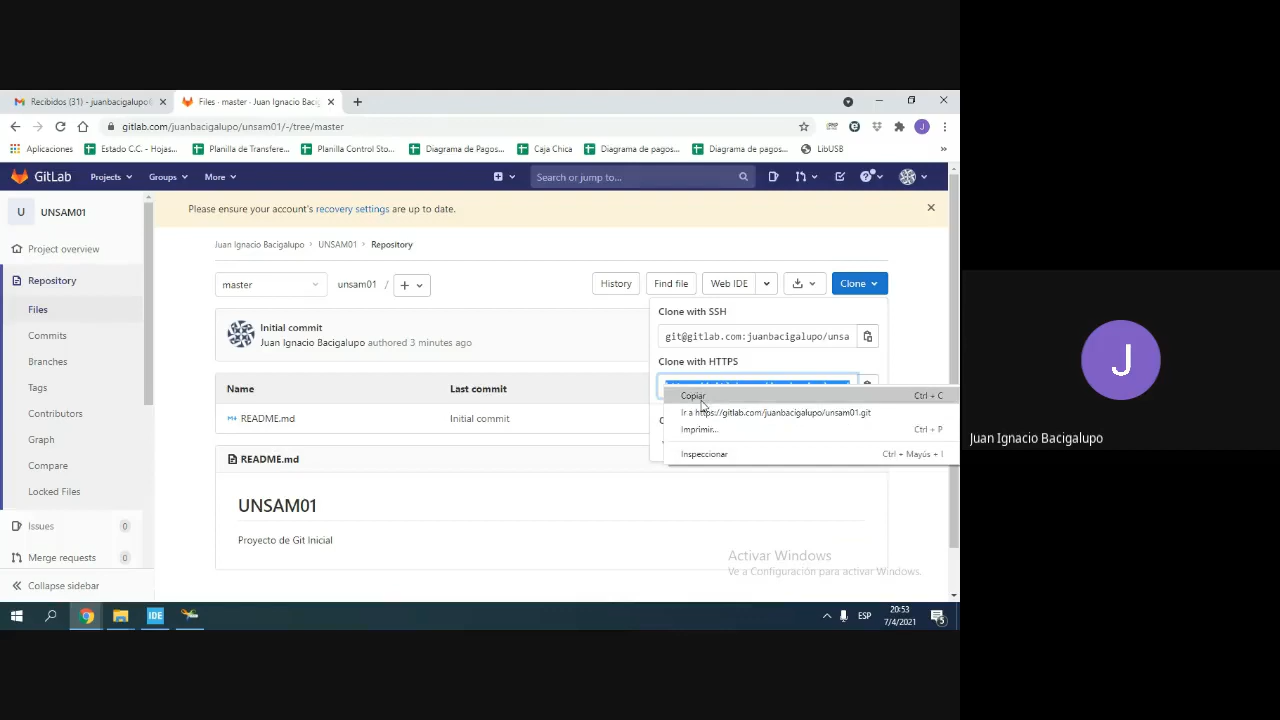 Recibidos (31) - juanbacigalupo
Files · master · Juan Ignacio Baci
gitlab.com/juanbacigalupo/unsam01/-/tree/master
Aplicaciones
Estado C.C. - Hojas...
Planilla de Transfere...
Planilla Control Sto...
Diagrama de Pagos...
Caja Chica
Diagrama de pagos...
Diagrama de pagos...
LibUSB
»
GitLab
Projects
Groups
More
Search or jump to...
U
UNSAM01
Please ensure your account's recovery settings are up to date.
Project overview
Juan Ignacio Bacigalupo > UNSAM01 > Repository
Repository
master
unsam01 /
+
History
Find file
Web IDE
Clone
Files
Initial commit
Juan Ignacio Bacigalupo authored 3 minutes ago
Clone with SSH
git@gitlab.com:juanbacigalupo/unsa
Clone with HTTPS
Commits
Branches
Tags
Contributors
Graph
Compare
Locked Files
Name
Last commit
README.md
Initial commit
Copiar
Ctrl + C
Ir a https://gitlab.com/juanbacigalupo/unsam01.git
Imprimir...
Ctrl + P
Inspeccionar
Ctrl + Mayús + I
README.md
UNSAM01
Proyecto de Git Inicial
Issues
0
Merge requests
0
Collapse sidebar
Activar Windows
Ve a Configuración para activar Windows.
IDE
ESP
20:53
7/4/2021
5
J
Juan Ignacio Bacigalupo